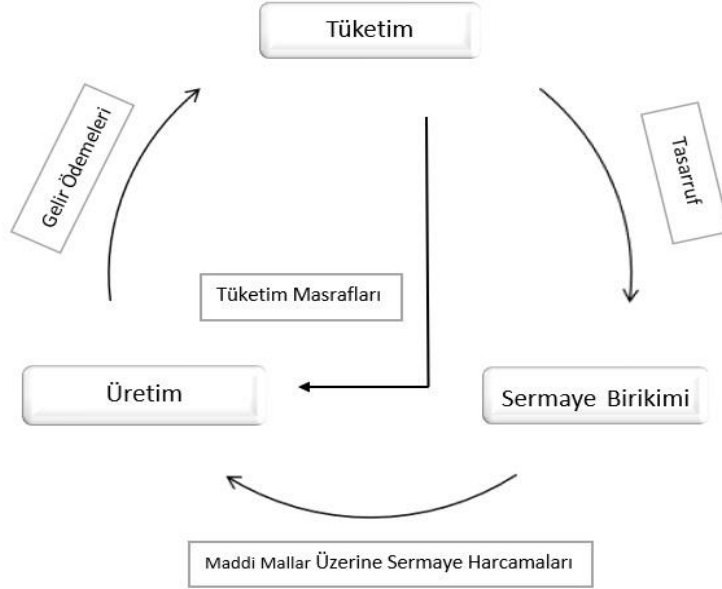 Tüketim
Gelir Ödemeleri
Tasarruf
Tüketim Masrafları
Üretim
Sermaye Birikimi
Maddi Mallar Üzerine Sermaye Harcamaları